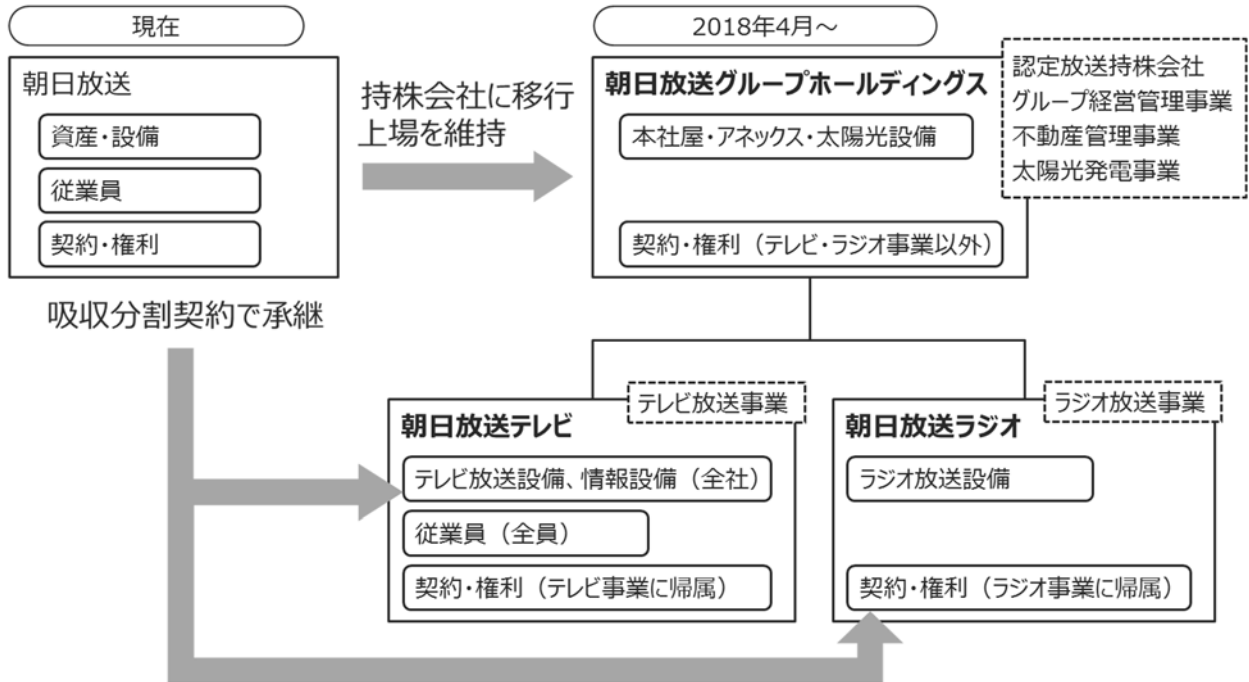 現在
朝日放送
資産・設備
従業員
契約・権利
持株会社に移行
上場を維持
2018年4月～
朝日放送グループホールディングス
本社屋・アネックス・太陽光設備
契約・権利（テレビ・ラジオ事業以外）
認定放送持株会社
グループ経営管理事業
不動産管理事業
太陽光発電事業
吸収分割契約で承継
テレビ放送事業
朝日放送テレビ
テレビ放送設備、情報設備（全社）
従業員（全員）
契約・権利（テレビ事業に帰属）
ラジオ放送事業
朝日放送ラジオ
ラジオ放送設備
契約・権利（ラジオ事業に帰属）